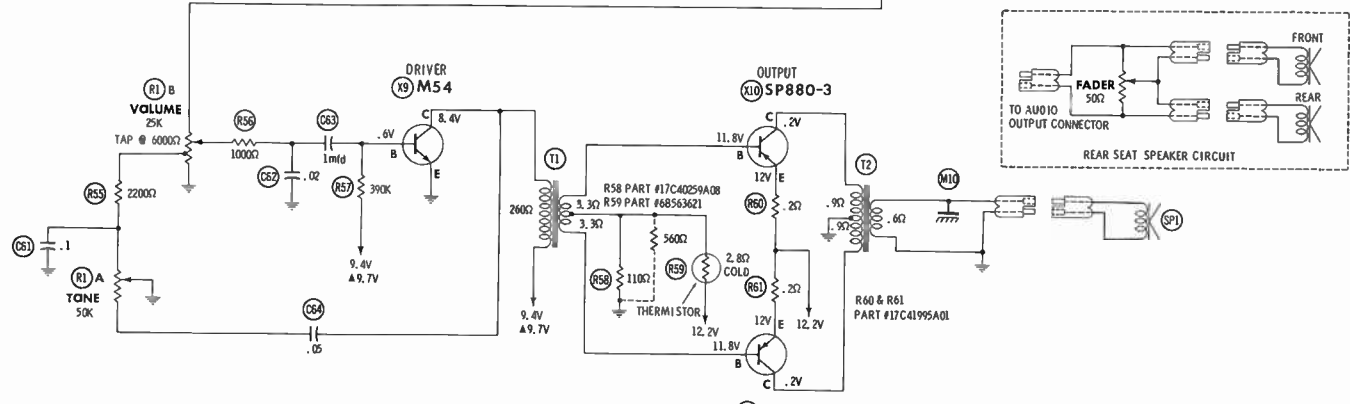 R1 B
VOLUME
25K
TAP @ 6000Ω
R55
2200Ω
C61
.1
R1 A
TANE
50K
R56
1000Ω
C62
.02
C63
1mfd
R57
390K
9.4V
▲9.7V
C64
.05
DRIVER
X9 M54
C
8.4V
.6V
B
E
T1
260Ω
9.4V
▲9.7V
3.3Ω
3.3Ω
R58 PART #17C40259A08
R59 PART #68563621
560Ω
R58
110Ω
R59
2.8Ω
COLD
THERMISTOR
12.2V
OUTPUT
X10 SP880-3
C
.2V
11.8V
B
12V
E
R60
.2Ω
R61
.2Ω
12.2V
12V
E
11.8V
B
C
.2V
T2
.9Ω
.9Ω
.6Ω
R60 & R61
PART #17C41995A01
M10
SP1
FRONT
FADER
50Ω
REAR
TO AUDIO
OUTPUT CONNECTOR
REAR SEAT SPEAKER CIRCUIT